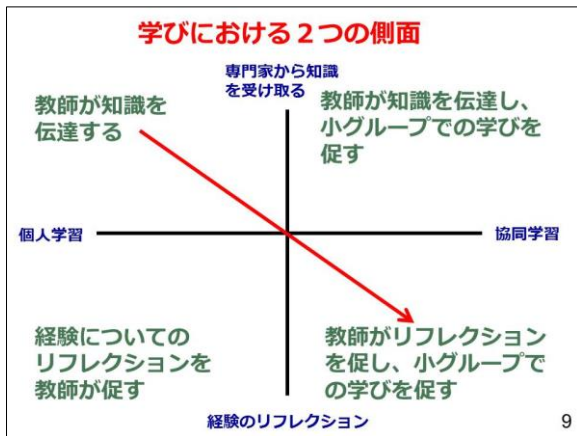 学びにおける２つの側面
専門家から知識
を受け取る
教師が知識を
伝達する
教師が知識を伝達し、
小グループでの学びを
促す
個人学習
協同学習
経験についての
リフレクションを
教師が促す
教師がリフレクション
を促し、小グループで
の学びを促す
経験のリフレクション
9